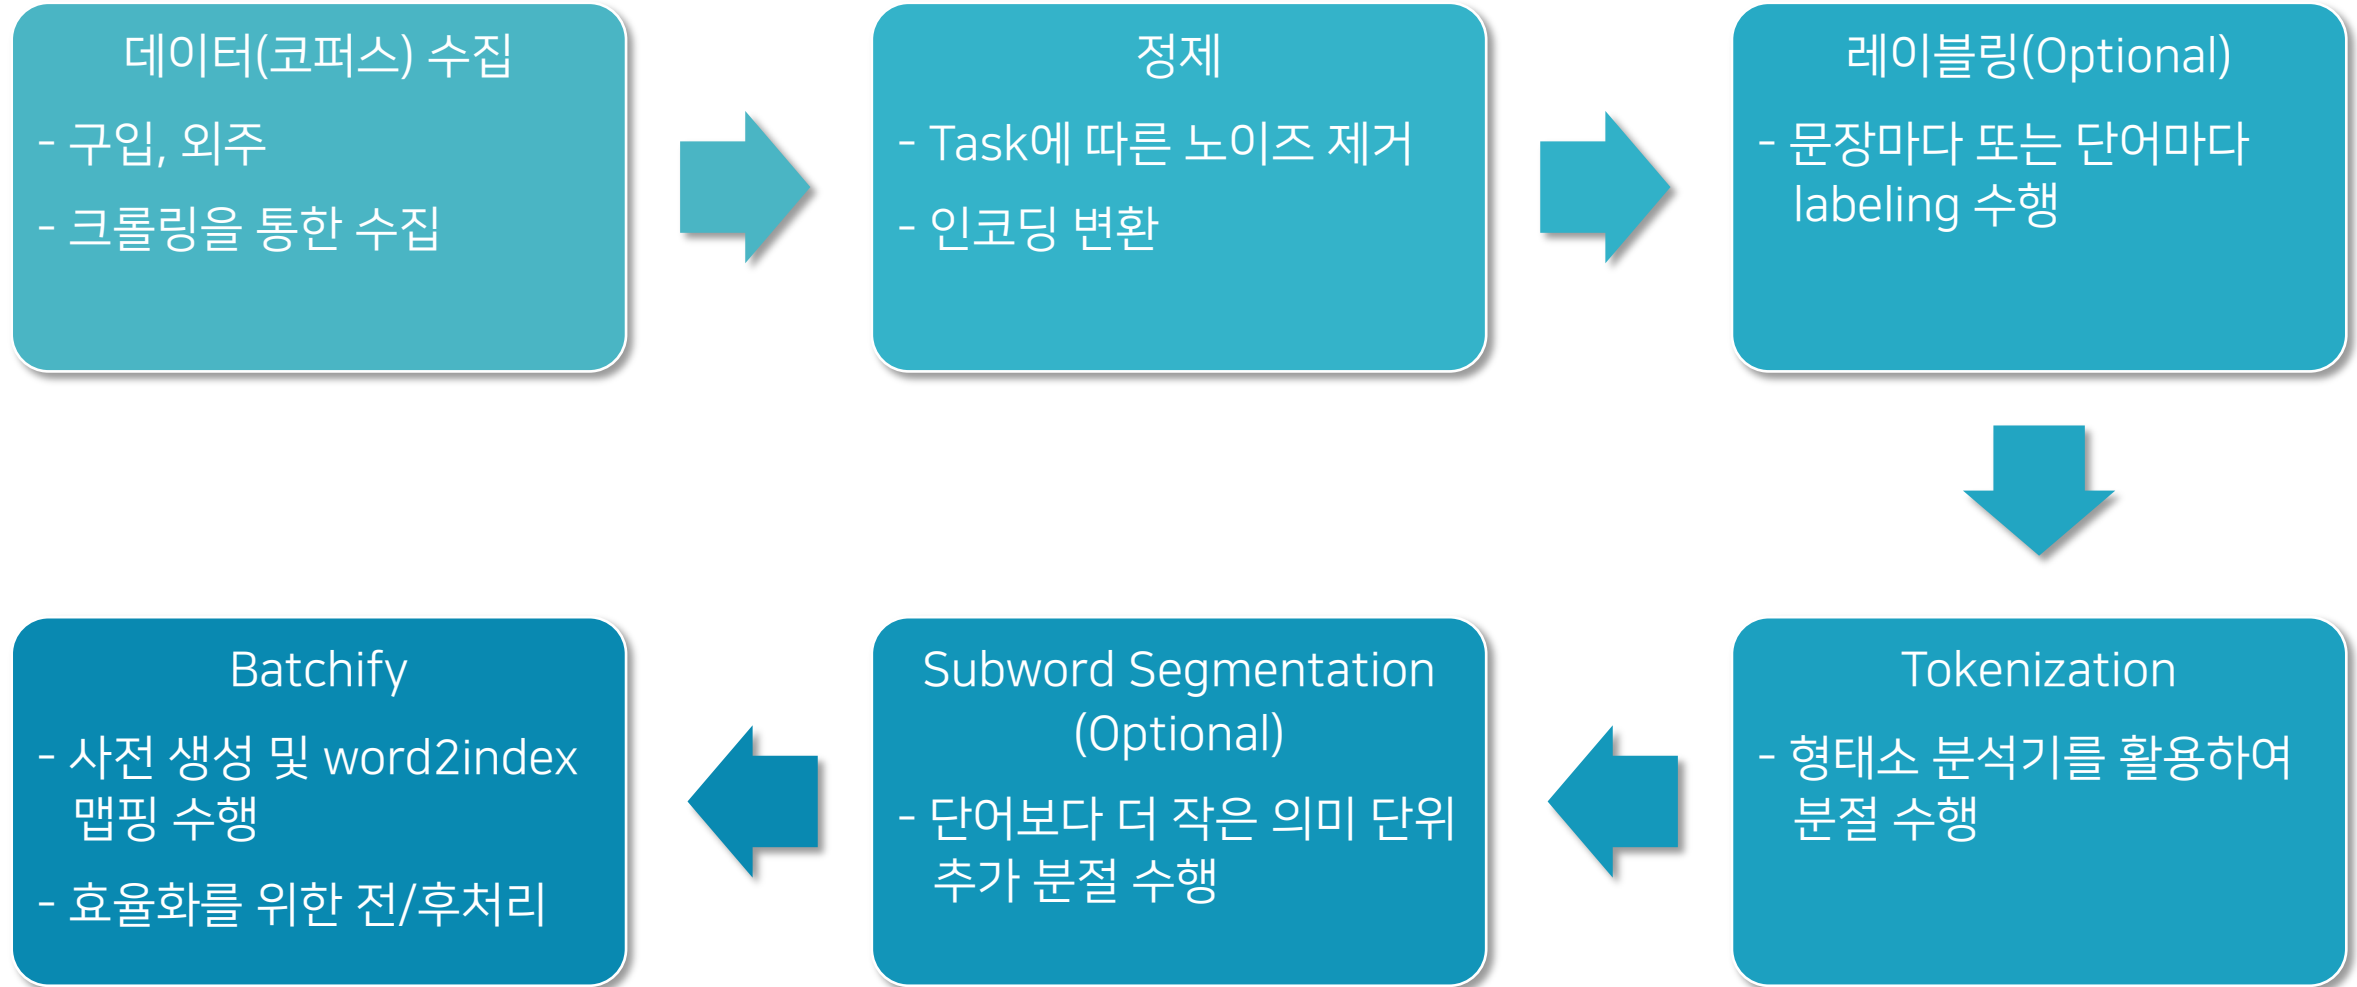 데이터(코퍼스) 수집
- 구입, 외주
- 크롤링을 통한 수집
정제
- Task에 따른 노이즈 제거
- 인코딩 변환
레이블링(Optional)
- 문장마다 또는 단어마다
labeling 수행
Tokenization
- 형태소 분석기를 활용하여
분절 수행
Subword Segmentation
(Optional)
- 단어보다 더 작은 의미 단위
추가 분절 수행
Batchify
- 사전 생성 및 word2index
맵핑 수행
- 효율화를 위한 전/후처리